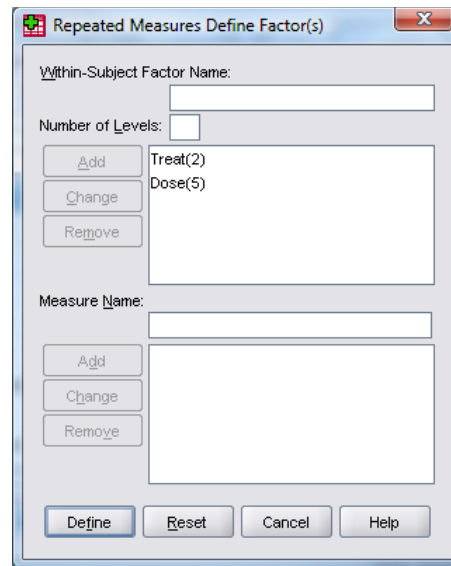 Repeated Measures Define Factor(s)
Within-Subject Factor Name:
Number of Levels:
Add
Change
Remove
Treat(2)
Dose(5)
Measure Name:
Add
Change
Remove
Define Reset Cancel Help